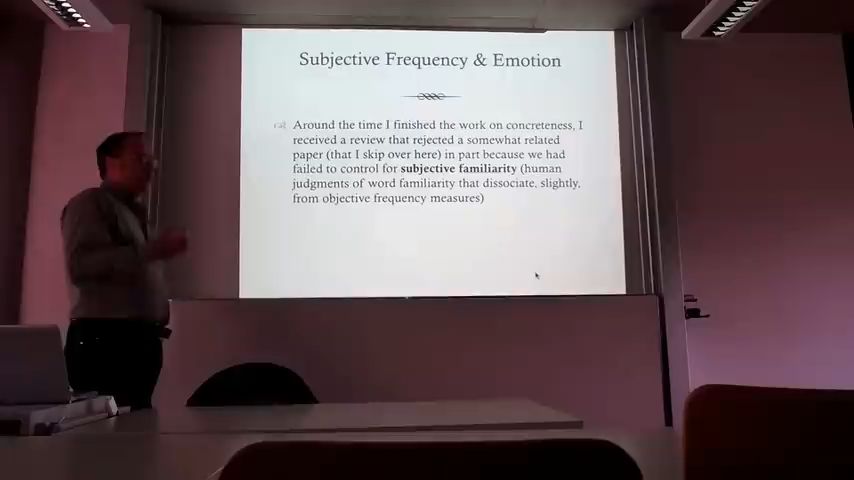 Subjective Frequency & Emotion
Around the time I finished the work on concreteness, I
received a review that rejected a somewhat related
paper (that I skip over here) in part because we had
failed to control for subjective familiarity (human
judgments of word familiarity that dissociate, slightly,
from objective frequency measures)